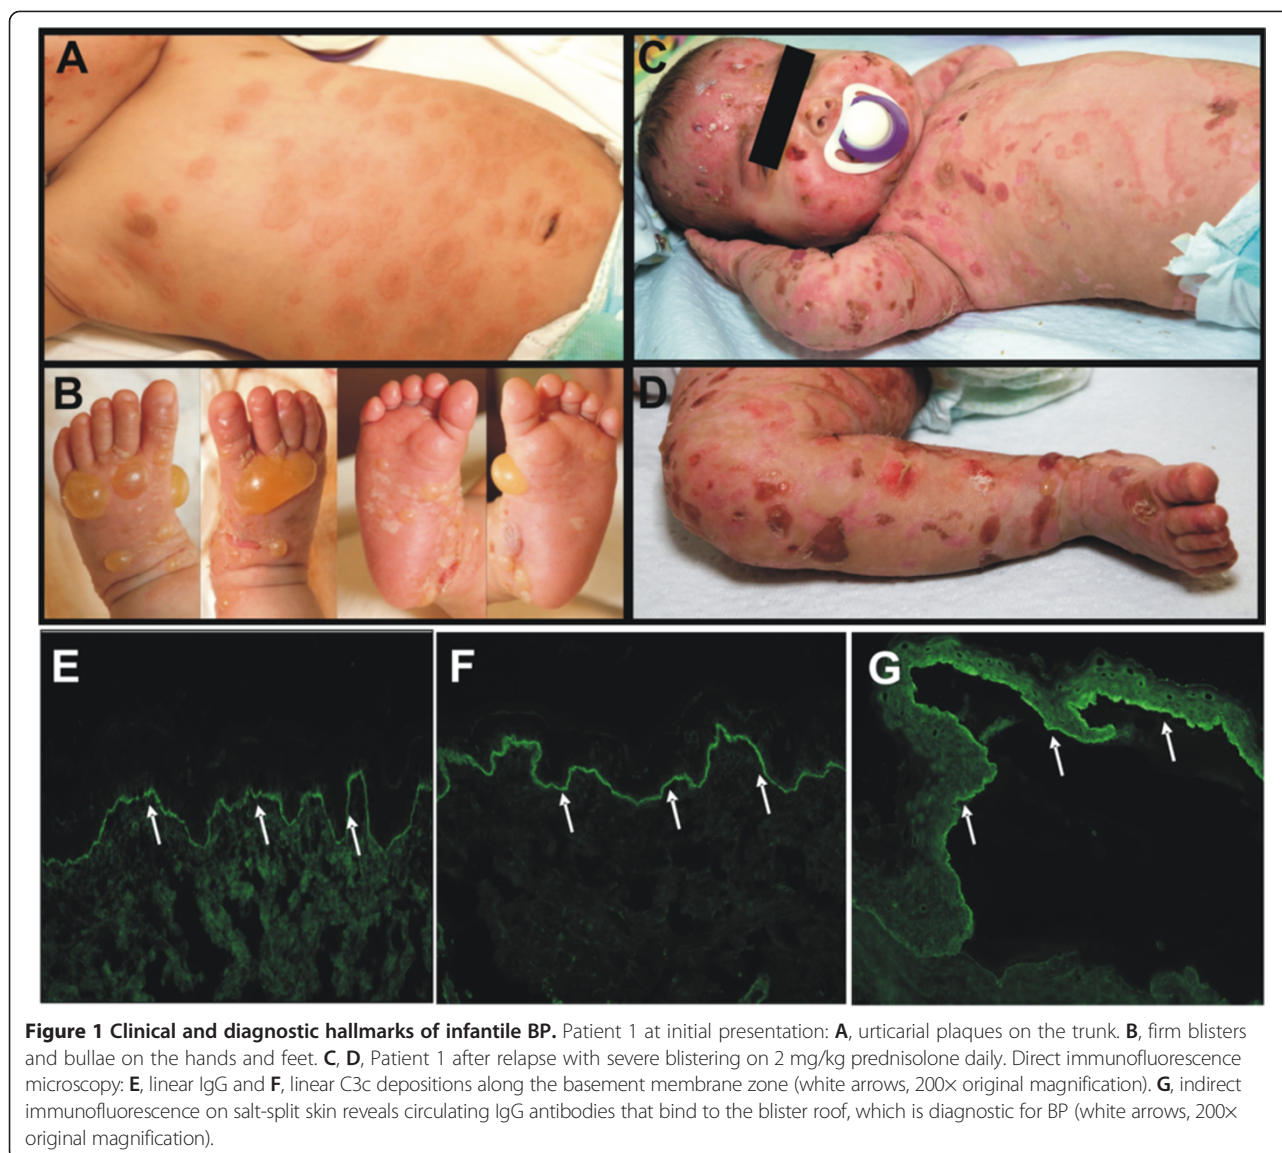 A
C
B
D
E
F
G
Figure 1 Clinical and diagnostic hallmarks of infantile BP. Patient 1 at initial presentation: A, urticarial plaques on the trunk. B, firm blisters
and bullae on the hands and feet. C, D, Patient 1 after relapse with severe blistering on 2 mg/kg prednisolone daily. Direct immunofluorescence
microscopy: E, linear IgG and F, linear C3c depositions along the basement membrane zone (white arrows, 200× original magnification). G, indirect
immunofluorescence on salt-split skin reveals circulating IgG antibodies that bind to the blister roof, which is diagnostic for BP (white arrows, 200×
original magnification).